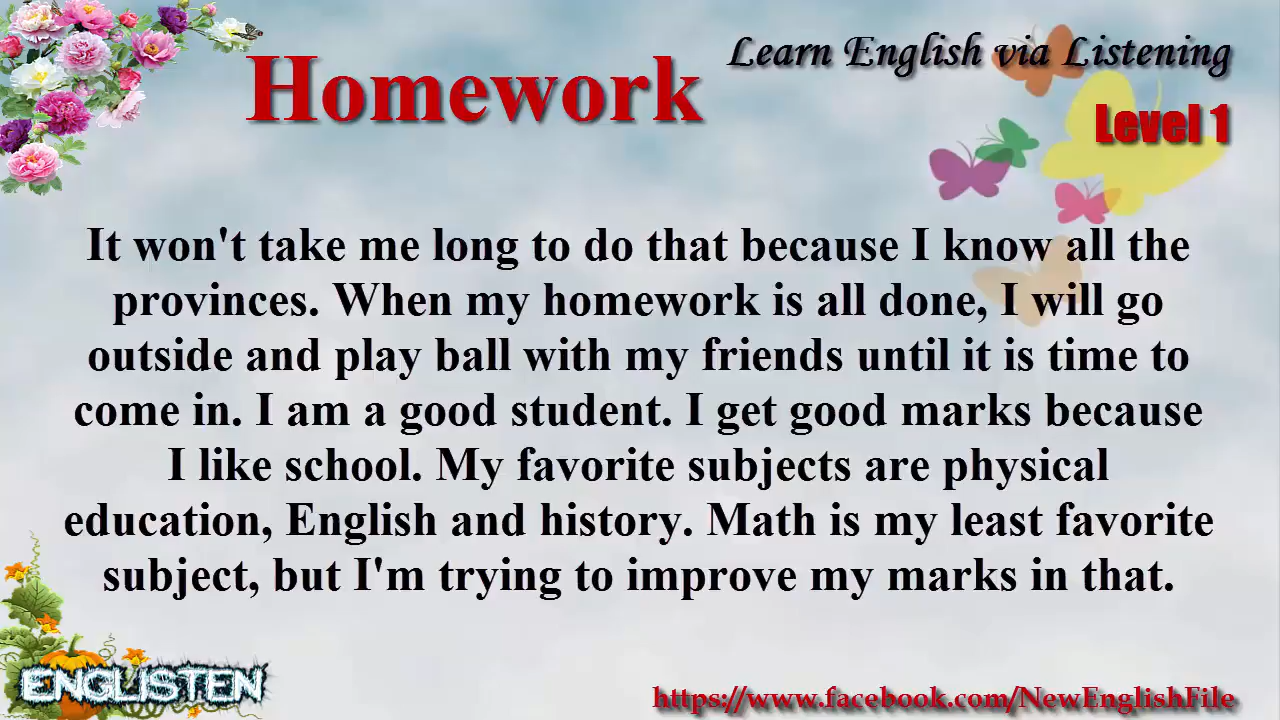 Learn English via Listening
Homework
Level 1
It won't take me long to do that because I know all the
provinces. When my homework is all done, I will go
outside and play ball with my friends until it is time to
come in. I am a good student. I get good marks because
I like school. My favorite subjects are physical
education, English and history. Math is my least favorite
subject, but I'm trying to improve my marks in that.
ENGLISTEN
https://www.facebook.com/NewEnglishFile